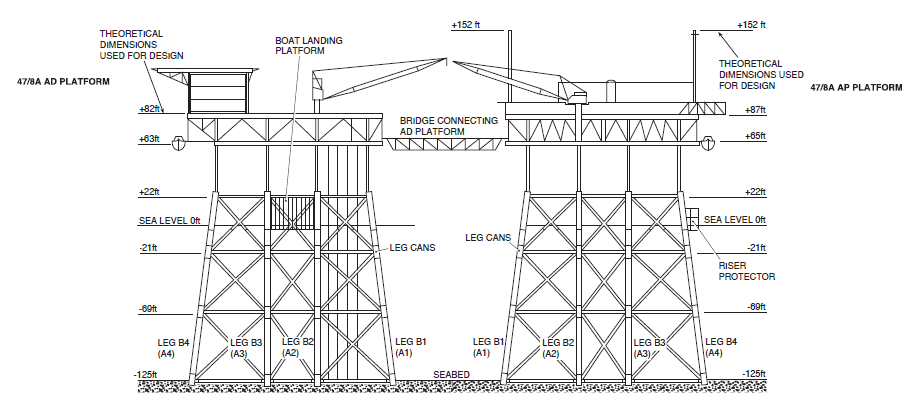 +152 ft
+152 ft
THEORETICAL
DIMENSIONS
USED FOR DESIGN
BOAT LANDING
PLATFORM
THEORETICAL
DIMENSIONS USED
FOR DESIGN
47/8A AD PLATFORM
47/8A AP PLATFORM
+82ft
+87ft
BRIDGE CONNECTING
AD PLATFORM
+63ft
+65ft
+22ft
+22ft
SEA LEVEL 0ft
SEA LEVEL 0ft
LEG CANS
LEG CANS
-21ft
-21ft
RISER
PROTECTOR
-69ft
-69ft
LEG B4
(A4)
LEG B3
(A3)
LEG B2
(A2)
LEG B1
(A1)
LEG B1
(A1)
LEG B2
(A2)
LEG B3
(A3)
LEG B4
(A4)
-125ft
SEABED
-125ft